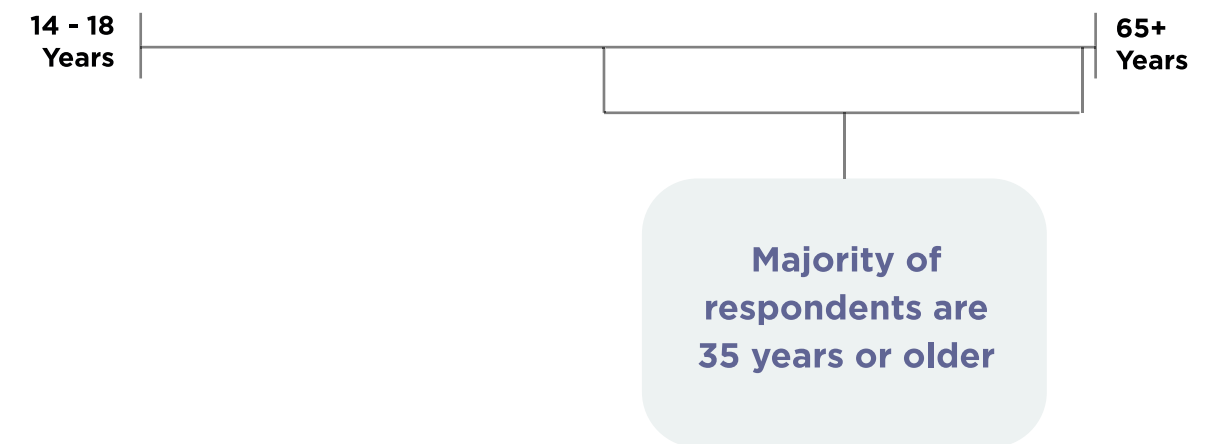 14 - 18
Years
65+
Years
Majority of
respondents are
35 years or older